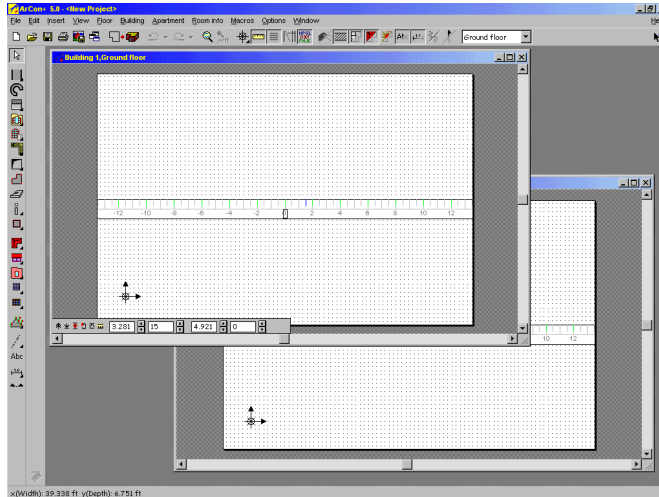 ArCon+ 5.0 - <New Project>
File Edit Insert View Floor Building Apartment Room info Macros Options Window He
Abc Ground floor
Building 1,Ground floor
-12 -10 -8 -6 -4 -2 0 2 4 6 8 10 12
10 12
3.281 15 4.921 0
Abc
x(Width): 39.338 ft y(Depth): 6.751 ft